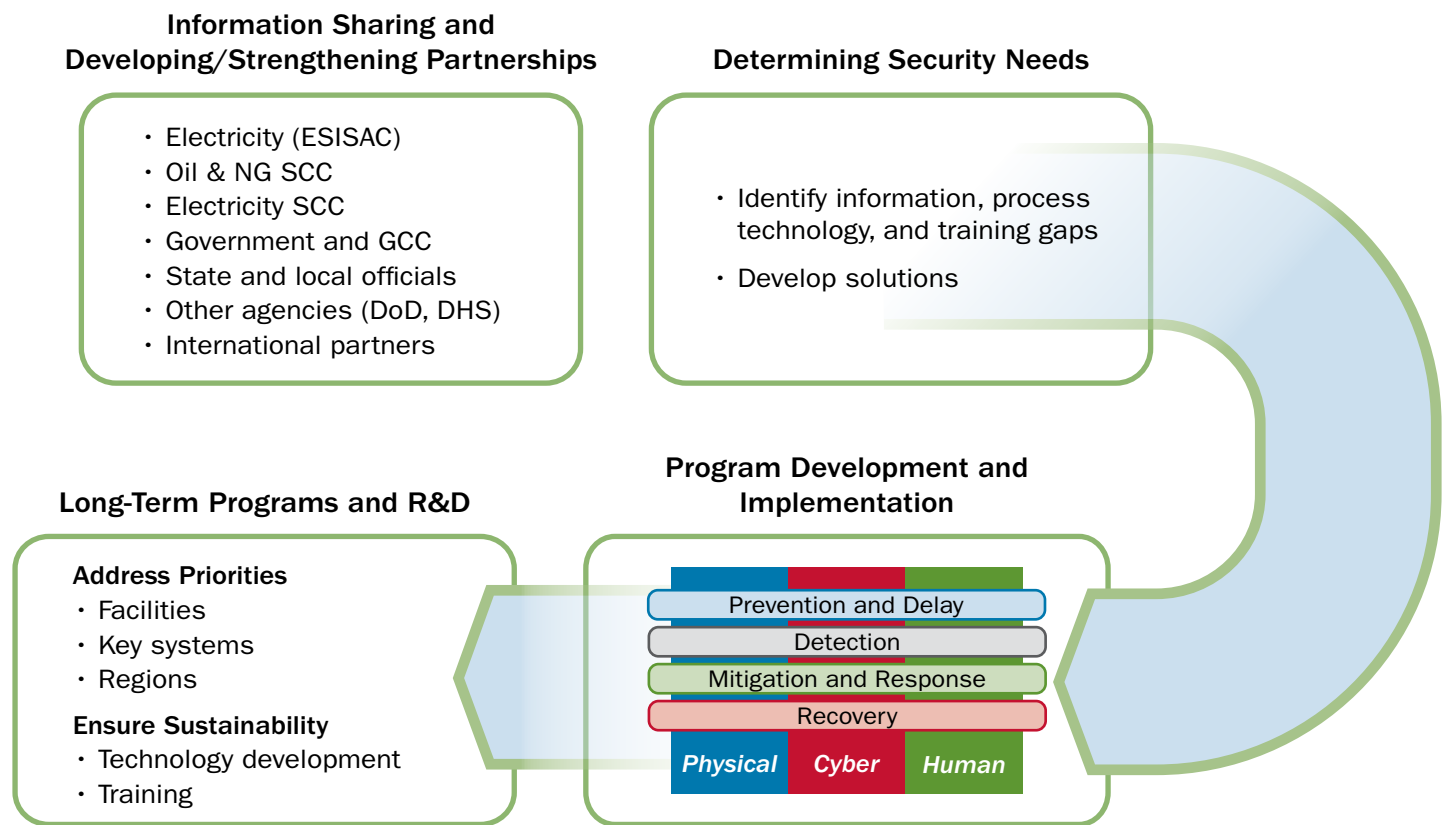 Information Sharing and
Developing/Strengthening Partnerships
· Electricity (ESISAC)
· Oil & NG SCC
· Electricity SCC
· Government and GCC
· State and local officials
· Other agencies (DoD, DHS)
· International partners
Determining Security Needs
· Identify information, process
technology, and training gaps
· Develop solutions
Program Development and
Implementation
Prevention and Delay
Detection
Mitigation and Response
Recovery
Physical
Cyber
Human
Long-Term Programs and R&D
Address Priorities
· Facilities
· Key systems
· Regions
Ensure Sustainability
· Technology development
· Training